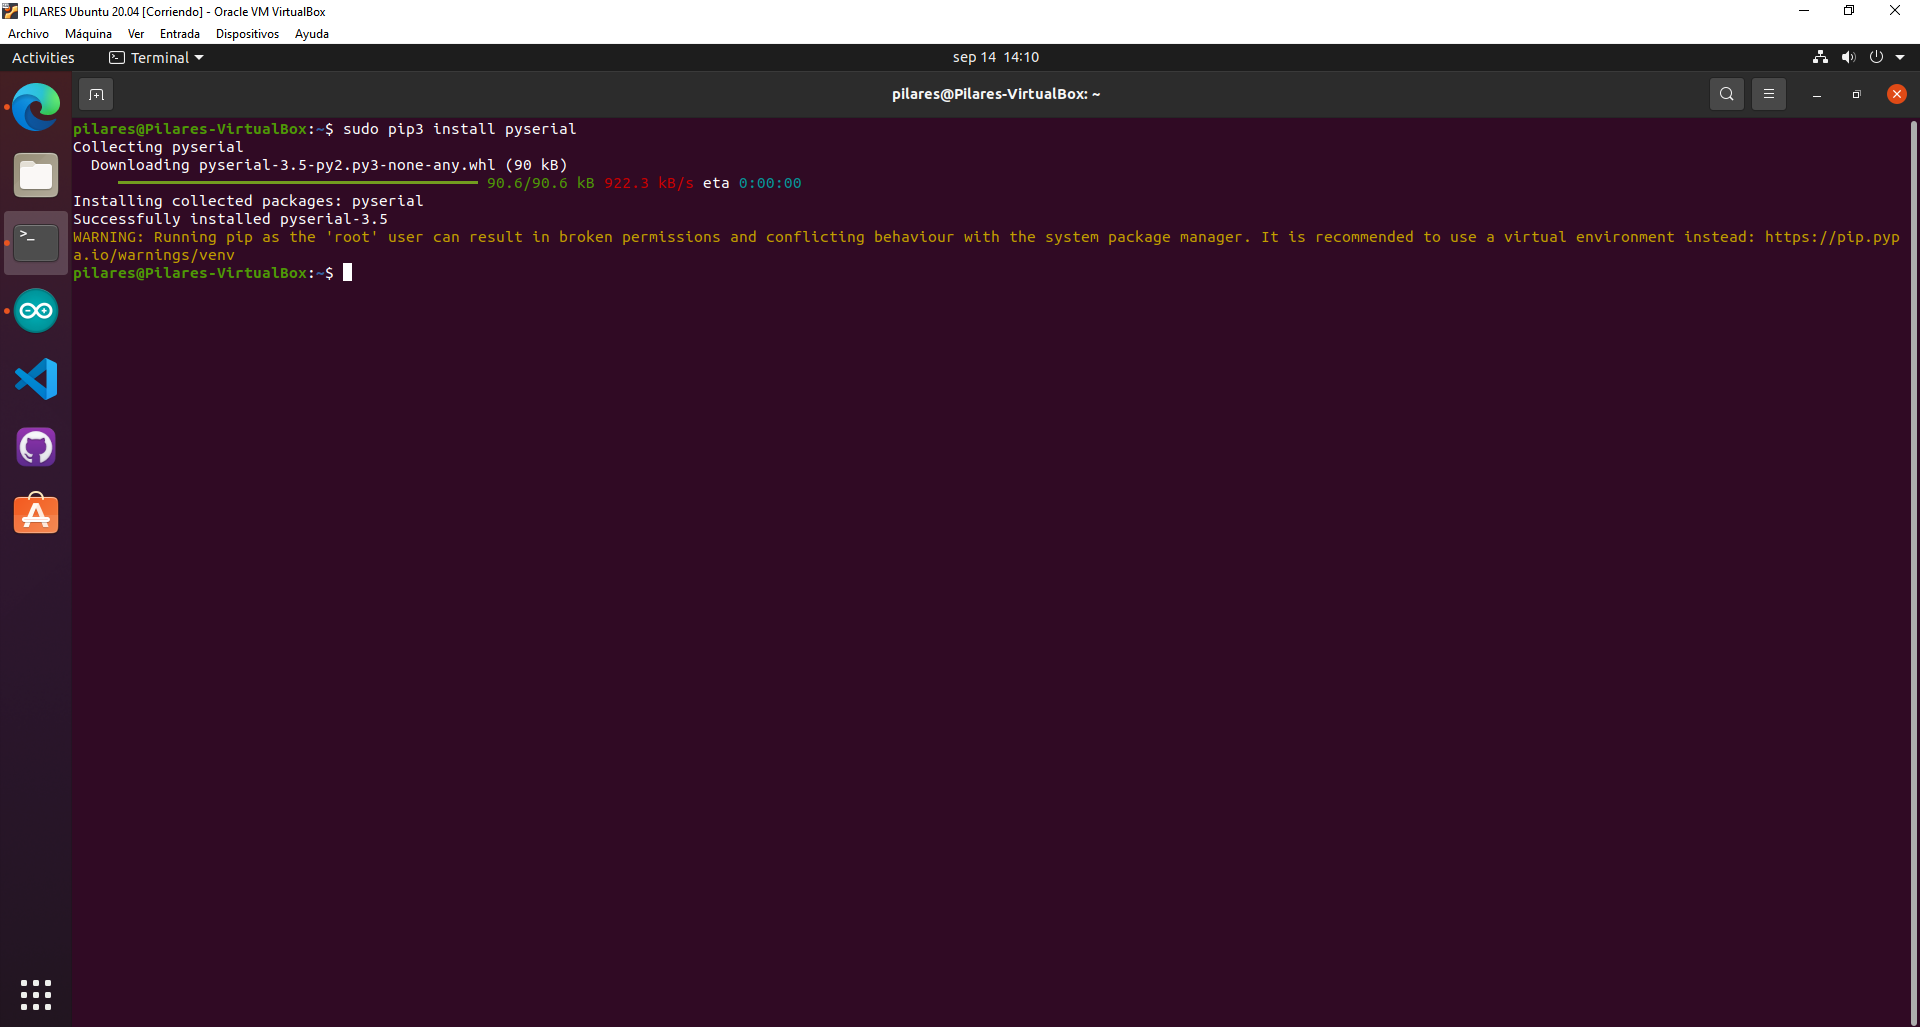 PILARES Ubuntu 20.04 [Corriendo] - Oracle VM VirtualBox
Archivo Máquina Ver Entrada Dispositivos Ayuda
Activities Terminal sep 14 14:10
pilares@Pilares-VirtualBox: ~
pilares@Pilares-VirtualBox:~$ sudo pip3 install pyserial
Collecting pyserial
Downloading pyserial-3.5-py2.py3-none-any.whl (90 kB)
90.6/90.6 kB 922.3 kB/s eta 0:00:00
Installing collected packages: pyserial
Successfully installed pyserial-3.5
WARNING: Running pip as the 'root' user can result in broken permissions and conflicting behaviour with the system package manager. It is recommended to use a virtual environment instead: https://pip.pyp
a.io/warnings/venv
pilares@Pilares-VirtualBox:~$